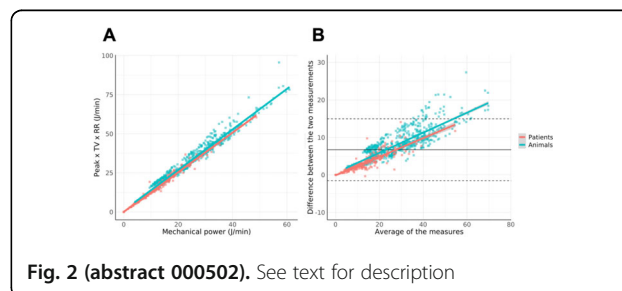 A
B
Peak x TV x RR (J/min)
100
75
50
25
0
0
20
40
60
Mechanical power (J/min)
Difference between the two measurements
30
20
10
0
-10
0
20
40
60
80
Average of the measures
Patients
Animals
Fig. 2 (abstract 000502). See text for description